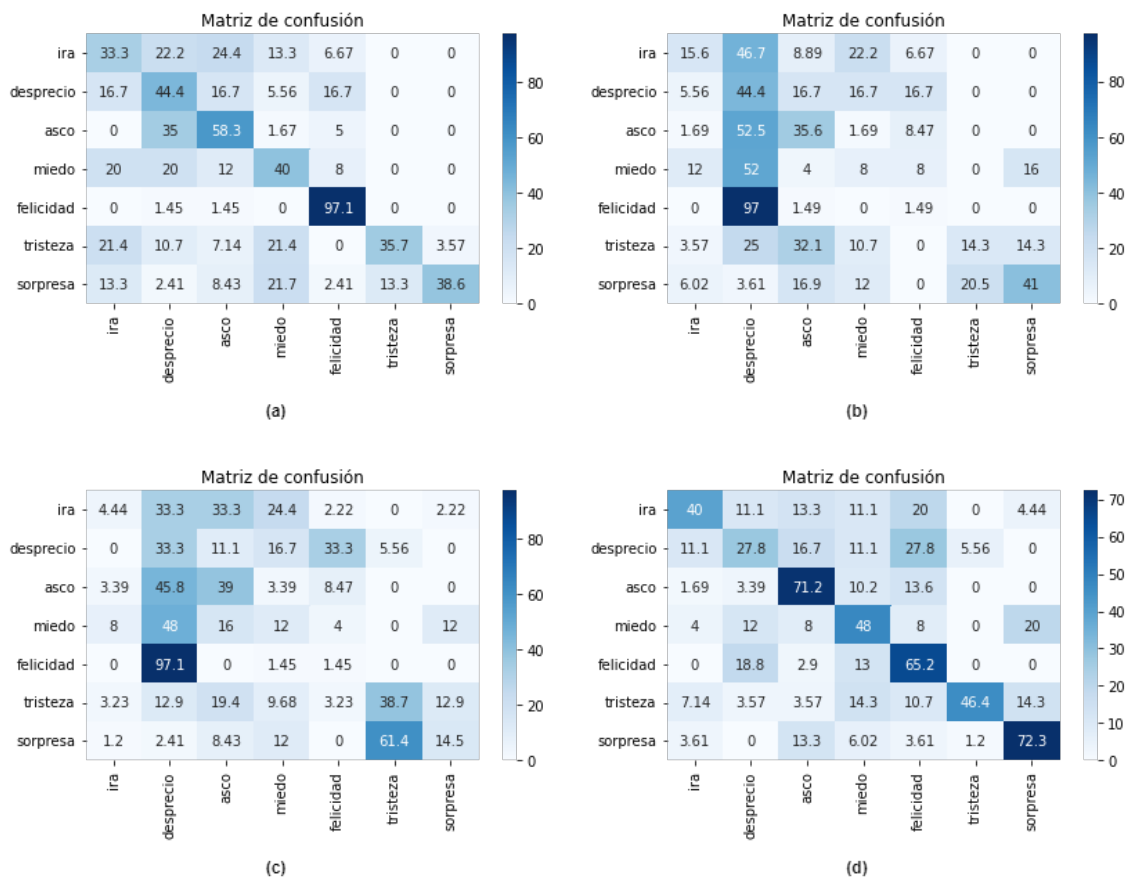 Matriz de confusión
ira 33.3 22.2 24.4 13.3 6.67 0 0
desprecio 16.7 44.4 16.7 5.56 16.7 0 0
asco 0 35 58.3 1.67 5 0 0
miedo 20 20 12 40 8 0 0
felicidad 0 1.45 1.45 0 97.1 0 0
tristeza 21.4 10.7 7.14 21.4 0 35.7 3.57
sorpresa 13.3 2.41 8.43 21.7 2.41 13.3 38.6
ira desprecio asco miedo felicidad tristeza sorpresa
80
60
40
20
0
(a)
Matriz de confusión
ira 15.6 46.7 8.89 22.2 6.67 0 0
desprecio 5.56 44.4 16.7 16.7 16.7 0 0
asco 1.69 52.5 35.6 1.69 8.47 0 0
miedo 12 52 4 8 8 0 16
felicidad 0 97 1.49 0 1.49 0 0
tristeza 3.57 25 32.1 10.7 0 14.3 14.3
sorpresa 6.02 3.61 16.9 12 0 20.5 41
ira desprecio asco miedo felicidad tristeza sorpresa
80
60
40
20
0
(b)
Matriz de confusión
ira 4.44 33.3 33.3 24.4 2.22 0 2.22
desprecio 0 33.3 11.1 16.7 33.3 5.56 0
asco 3.39 45.8 39 3.39 8.47 0 0
miedo 8 48 16 12 4 0 12
felicidad 0 97.1 0 1.45 1.45 0 0
tristeza 3.23 12.9 19.4 9.68 3.23 38.7 12.9
sorpresa 1.2 2.41 8.43 12 0 61.4 14.5
ira desprecio asco miedo felicidad tristeza sorpresa
80
60
40
20
0
(c)
Matriz de confusión
ira 40 11.1 13.3 11.1 20 0 4.44
desprecio 11.1 27.8 16.7 11.1 27.8 5.56 0
asco 1.69 3.39 71.2 10.2 13.6 0 0
miedo 4 12 8 48 8 0 20
felicidad 0 18.8 2.9 13 65.2 0 0
tristeza 7.14 3.57 3.57 14.3 10.7 46.4 14.3
sorpresa 3.61 0 13.3 6.02 3.61 1.2 72.3
ira desprecio asco miedo felicidad tristeza sorpresa
70
60
50
40
30
20
10
0
(d)